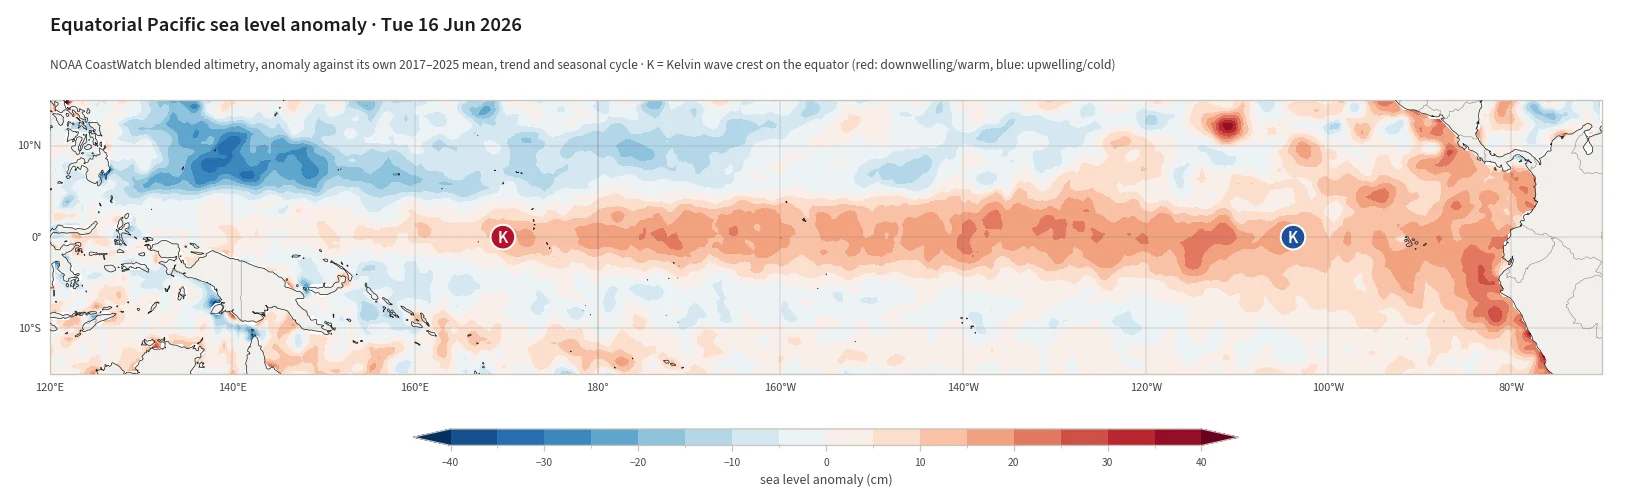 Equatorial Pacific sea level anomaly · Tue 16 Jun 2026
NOAA CoastWatch blended altimetry, anomaly against its own 2017–2025 mean, trend and seasonal cycle · K = Kelvin wave crest on the equator (red: downwelling/warm, blue: upwelling/cold)
10°N
0°
K
K
10°S
120°E 140°E 160°E 180° 160°W 140°W 120°W 100°W 80°W
−40 −30 −20 −10 0 10 20 30 40
sea level anomaly (cm)